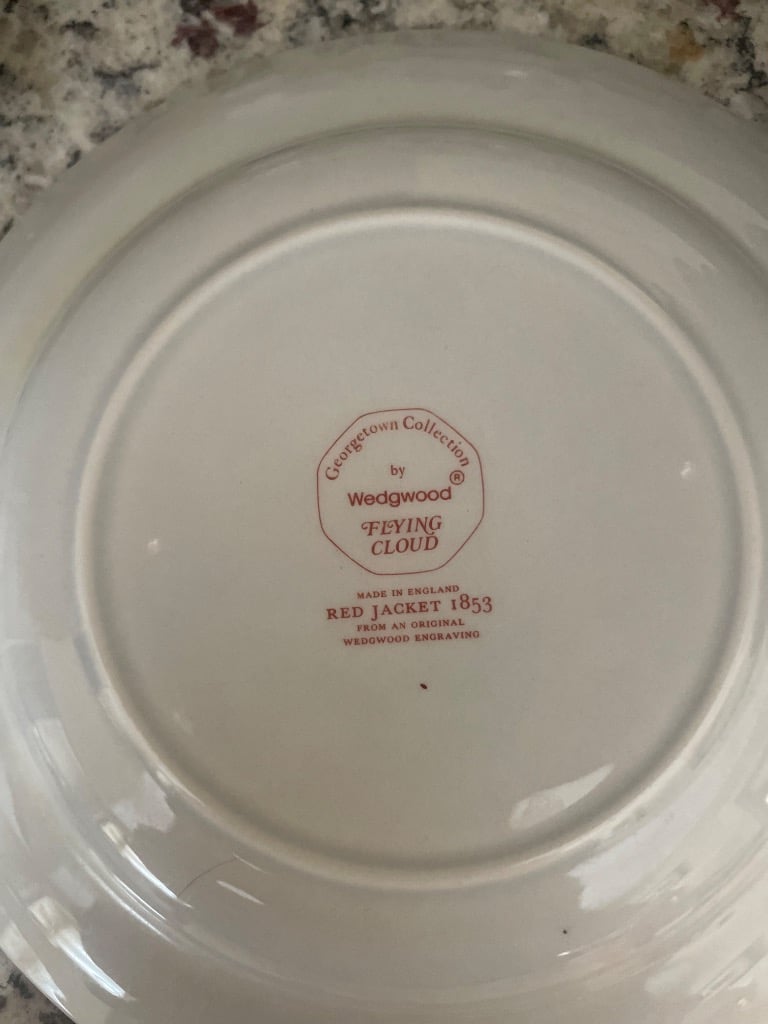 Georgetown Collection
by
Wedgwood ®
FLYING
CLOUD
MADE IN ENGLAND
RED JACKET 1853
FROM AN ORIGINAL
WEDGWOOD ENGRAVING